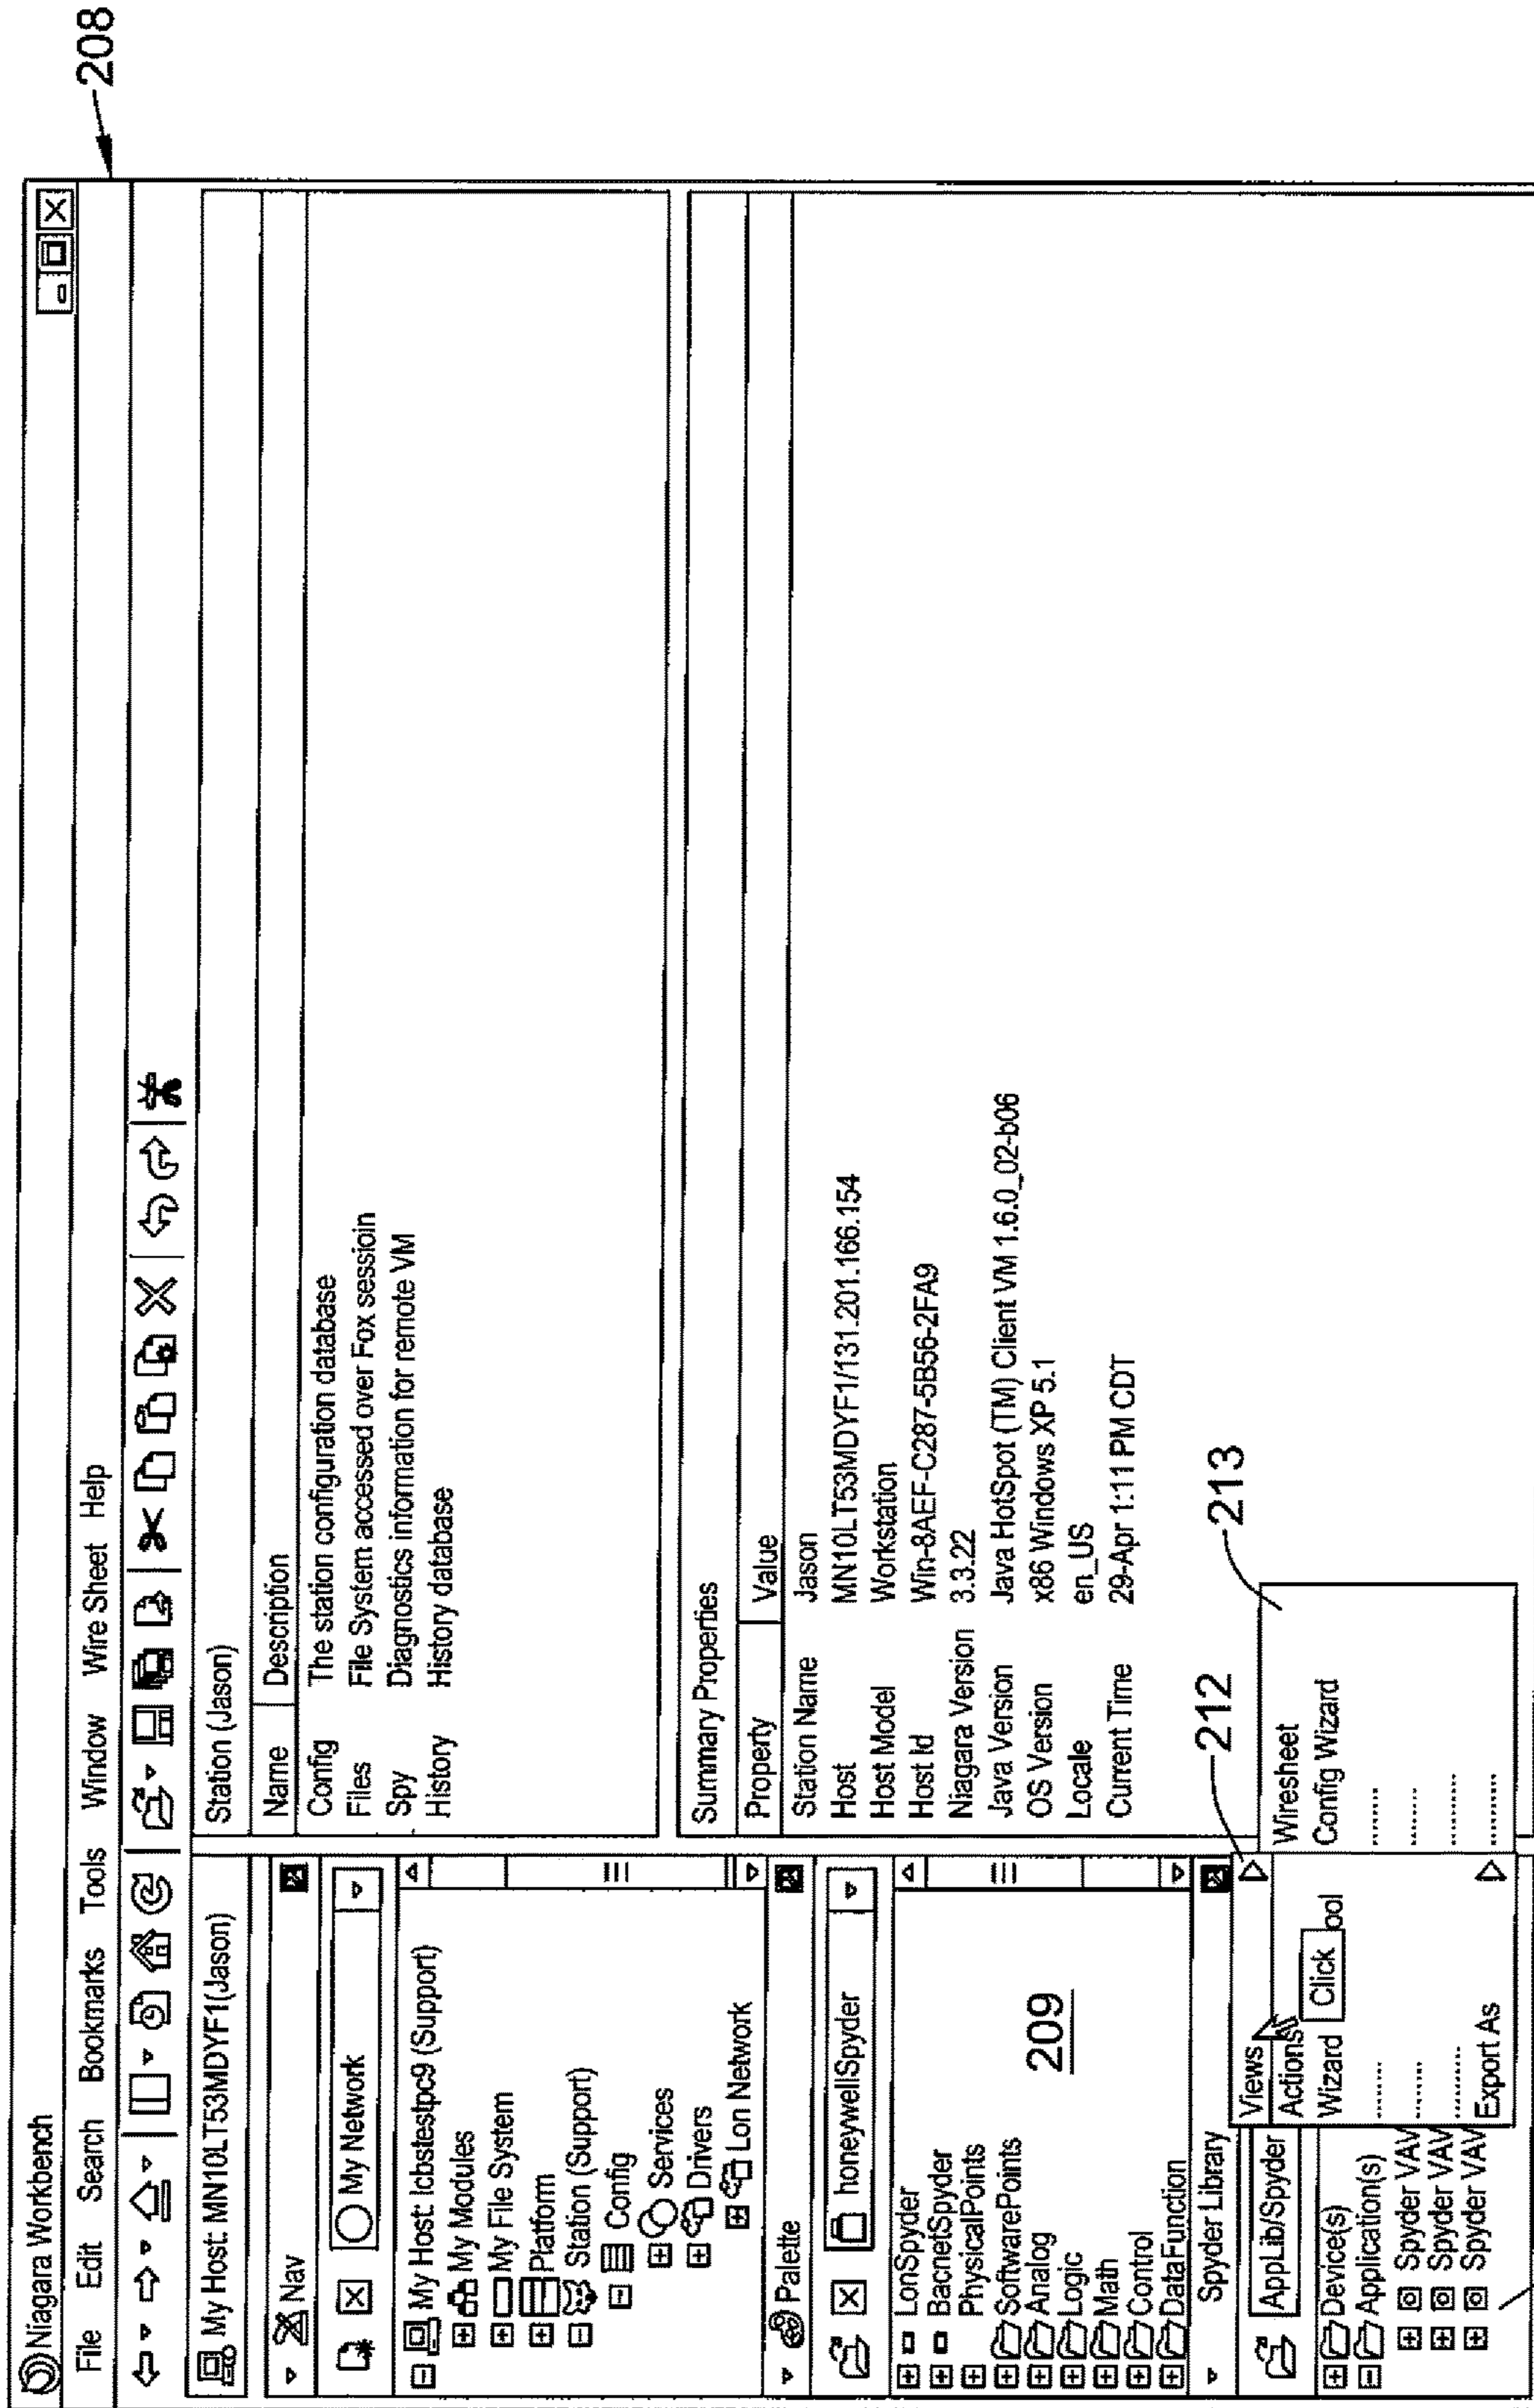 208
Niagara Workbench
File Edit Search Bookmarks Tools Window Wire Sheet Help
My Host: MN10LT53MDYF1(Jason)
Nav
My Network
My Host: lcbstestpc9 (Support)
My Modules
My File System
Platform
Station (Support)
Config
Services
Drivers
Lon Network
Palette
honeywellSpyder
LonSpyder
BacnetSpyder
PhysicalPoints
SoftwarePoints
Analog
Logic
Math
Control
DataFunction
209
Spyder Library
AppLib/Spyder
Device(s)
Application(s)
Spyder VAV
Spyder VAV
Spyder VAV
Views
Actions
Wizard Click ool
........
.......
.........
Export As
212
Wiresheet
Config Wizard
........
.......
........
.........
213
Station (Jason)
Name Description
Config The station configuration database
Files File System accessed over Fox sessioin
Spy Diagnostics information for remote VM
History History database
Summary Properties
Property Value
Station Name Jason
Host MN10LT53MDYF1/131.201.166.154
Host Model Workstation
Host Id Win-8AEF-C287-5B56-2FA9
Niagara Version 3.3.22
Java Version Java HotSpot (TM) Client VM 1.6.0_02-b06
OS Version x86 Windows XP 5.1
Locale en_US
Current Time 29-Apr 1:11 PM CDT